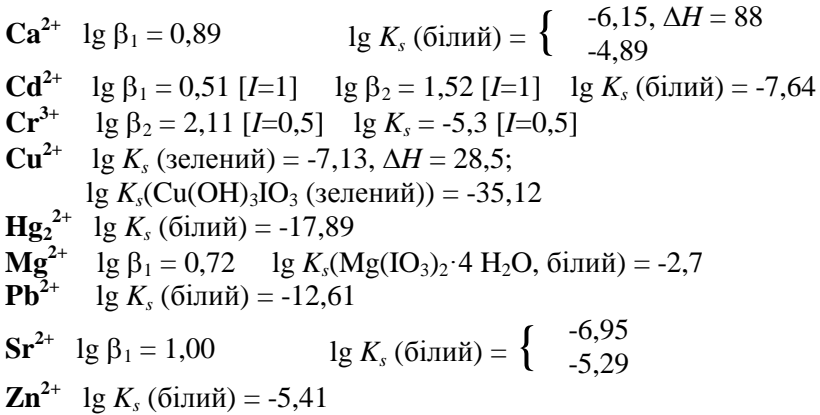 Ca²⁺ lg β₁ = 0,89 lg Kₛ (білий) = { -6,15, ΔH = 88
-4,89
Cd²⁺ lg β₁ = 0,51 [I=1] lg β₂ = 1,52 [I=1] lg Kₛ (білий) = -7,64
Cr³⁺ lg β₂ = 2,11 [I=0,5] lg Kₛ = -5,3 [I=0,5]
Cu²⁺ lg Kₛ (зелений) = -7,13, ΔH = 28,5;
lg Kₛ(Cu(OH)₃IO₃ (зелений)) = -35,12
Hg₂²⁺ lg Kₛ (білий) = -17,89
Mg²⁺ lg β₁ = 0,72 lg Kₛ(Mg(IO₃)₂·4 H₂O, білий) = -2,7
Pb²⁺ lg Kₛ (білий) = -12,61
Sr²⁺ lg β₁ = 1,00 lg Kₛ (білий) = { -6,95
-5,29
Zn²⁺ lg Kₛ (білий) = -5,41